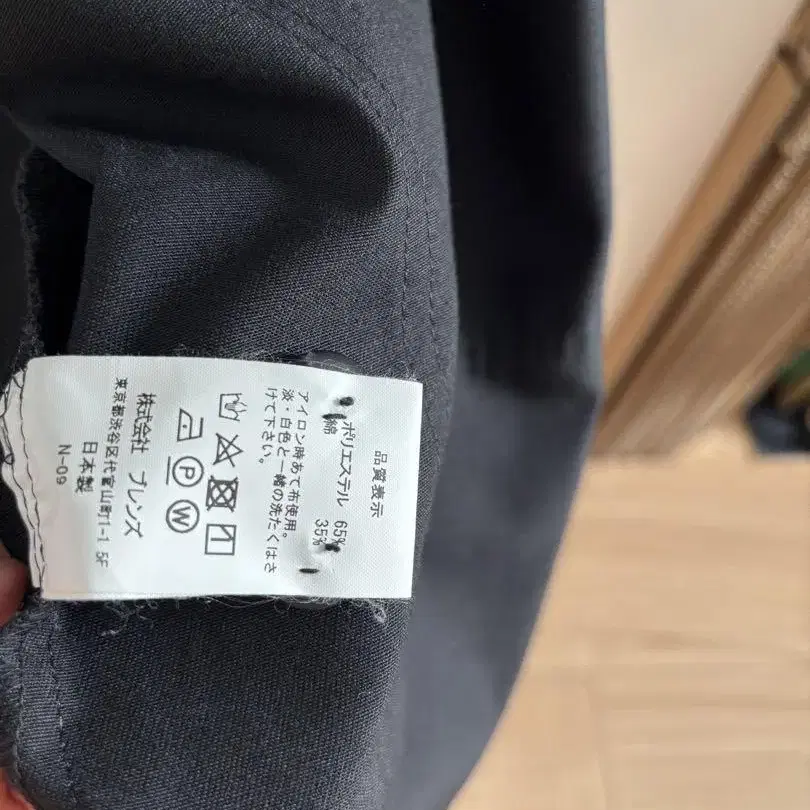 品質表示
ポリエステル 65%
綿 35%
アイロン時あて布使用。
淡・白色と一緒の洗たくはさ
けて下さい。
P W
株式会社 ブレンズ
東京都渋谷区代官山町1-1 5F
日本製
N-09